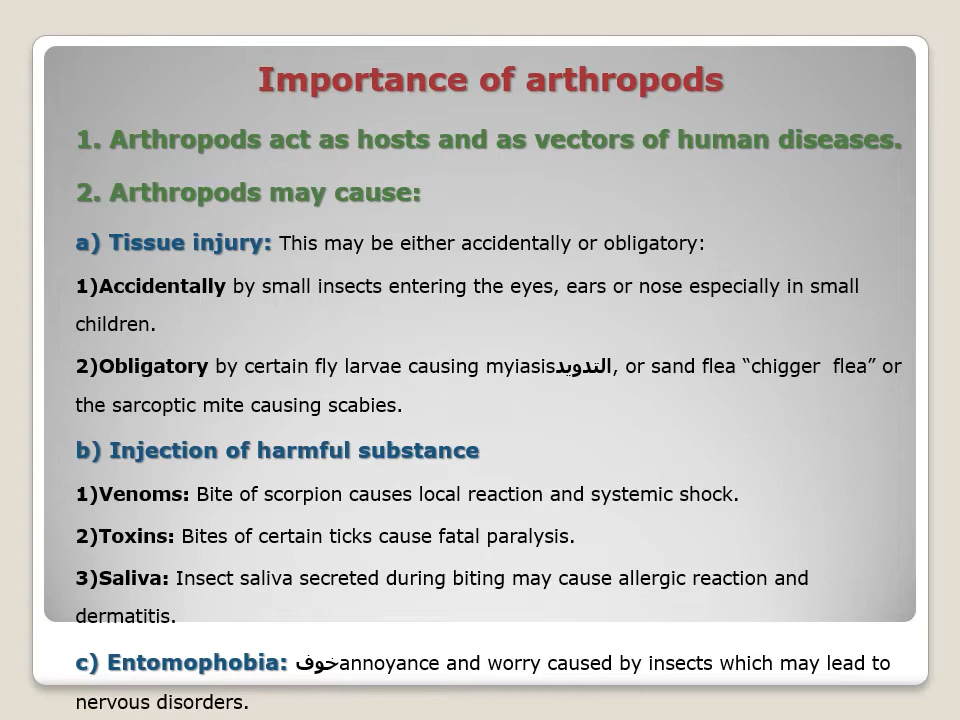 Importance of arthropods
1. Arthropods act as hosts and as vectors of human diseases.
2. Arthropods may cause:
a) Tissue injury: This may be either accidentally or obligatory:
1)Accidentally by small insects entering the eyes, ears or nose especially in small
children.
2)Obligatory by certain fly larvae causing myiasisالتدويد, or sand flea “chigger  flea” or
the sarcoptic mite causing scabies.
b) Injection of harmful substance
1)Venoms: Bite of scorpion causes local reaction and systemic shock.
2)Toxins: Bites of certain ticks cause fatal paralysis.
3)Saliva: Insect saliva secreted during biting may cause allergic reaction and
dermatitis.
c) Entomophobia: خوفannoyance and worry caused by insects which may lead to
nervous disorders.